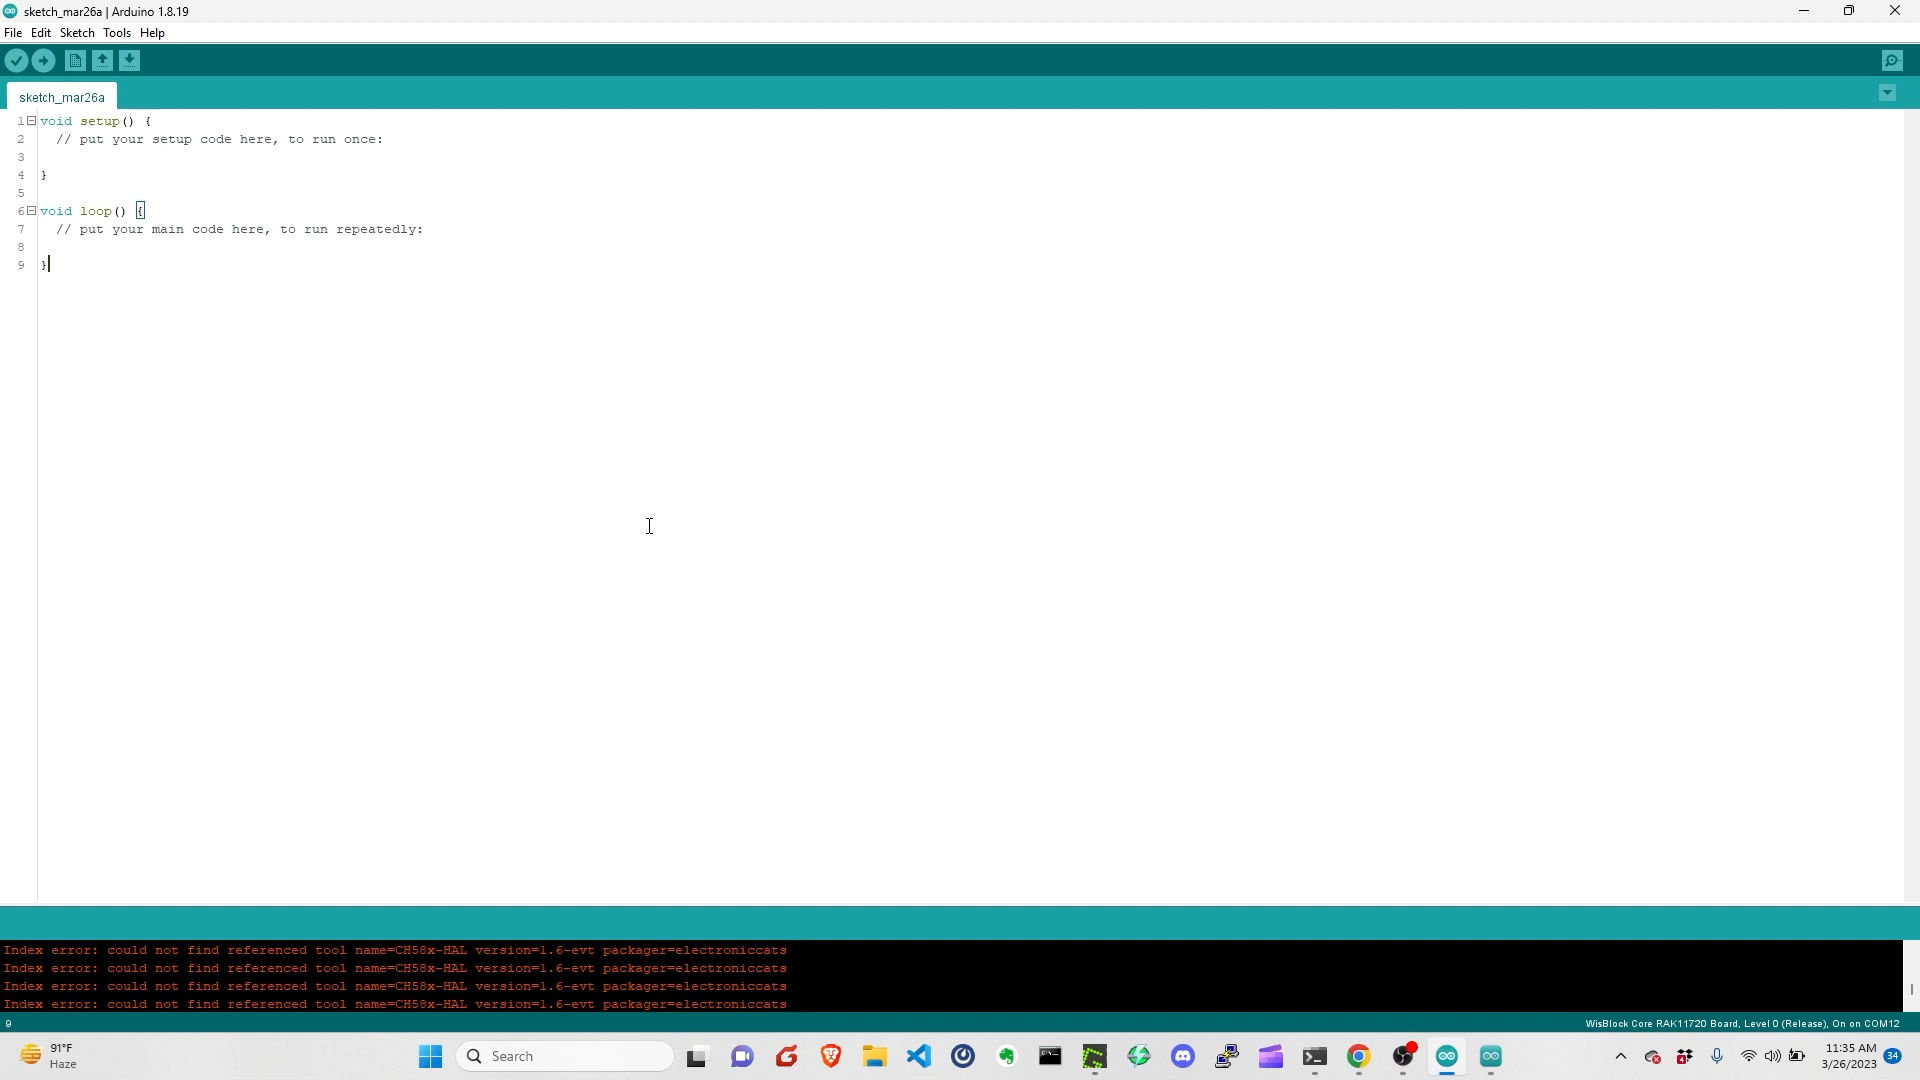 sketch_mar26a | Arduino 1.8.19
File Edit Sketch Tools Help
sketch_mar26a
1 void setup() {
2 // put your setup code here, to run once:
3
4 }
5
6 void loop() {
7 // put your main code here, to run repeatedly:
8
9 }
Index error: could not find referenced tool name=CH58x-HAL version=1.6-evt packager=electroniccats
Index error: could not find referenced tool name=CH58x-HAL version=1.6-evt packager=electroniccats
Index error: could not find referenced tool name=CH58x-HAL version=1.6-evt packager=electroniccats
Index error: could not find referenced tool name=CH58x-HAL version=1.6-evt packager=electroniccats
9 WisBlock Core RAK11720 Board, Level 0 (Release), On on COM12
91°F
Haze
Search
11:35 AM
3/26/2023
34